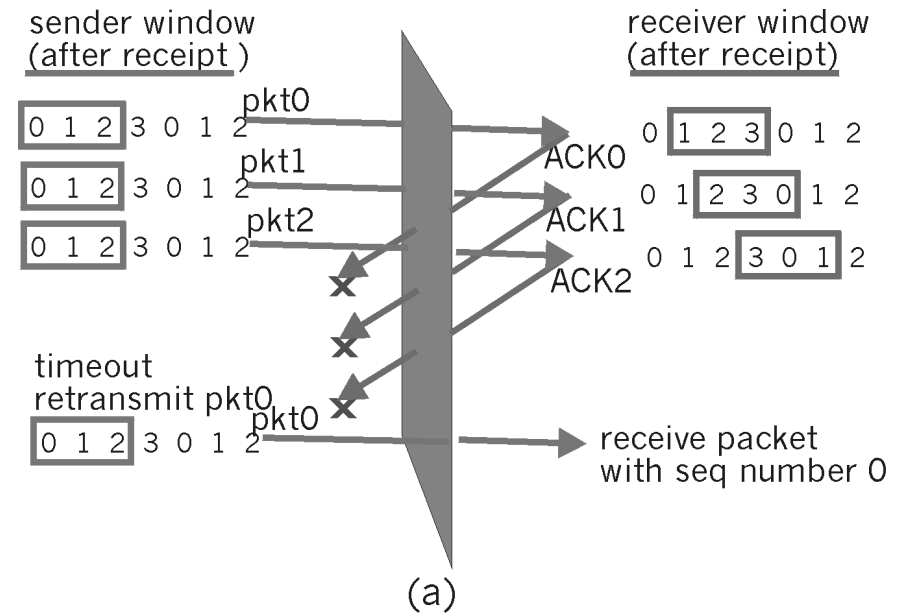 sender window
(after receipt )
receiver window
(after receipt)
pkt0
0 1 2 3 0 1 2
ACK0
0 1 2 3 0 1 2
pkt1
0 1 2 3 0 1 2
ACK1
0 1 2 3 0 1 2
pkt2
0 1 2 3 0 1 2
ACK2
0 1 2 3 0 1 2
X
X
X
timeout
retransmit pkt0
pkt0
0 1 2 3 0 1 2
receive packet
with seq number 0
(a)